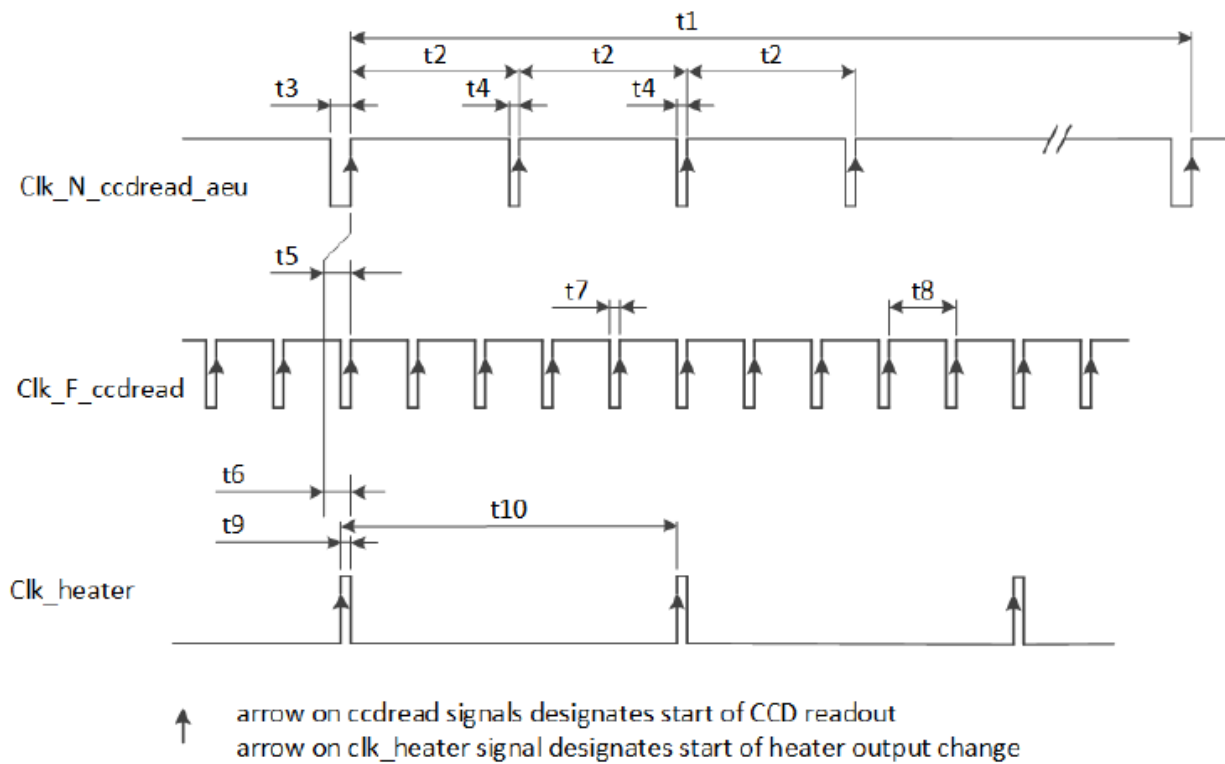 t1
t2 t2 t2
t3 t4 t4
Clk_N_ccdread_aeu
t5
t7 t8
Clk_F_ccdread
t6
t10
t9
Clk_heater
arrow on ccdread signals designates start of CCD readout
arrow on clk_heater signal designates start of heater output change